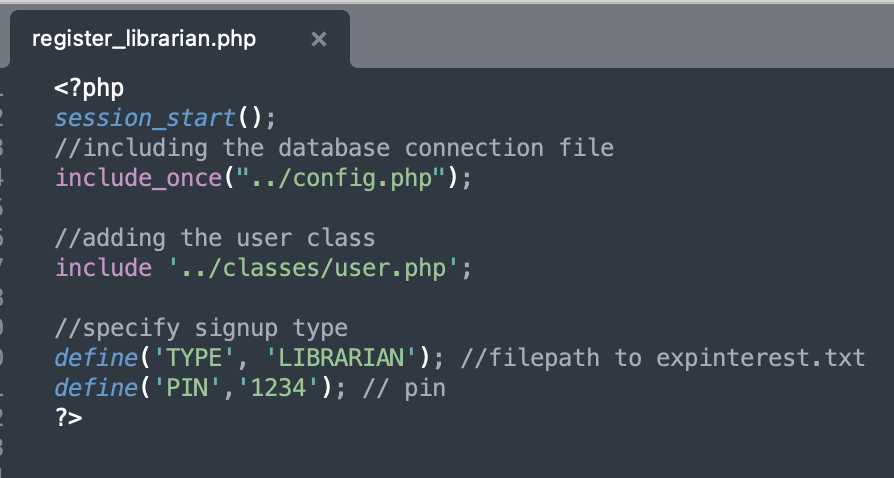 register_librarian.php ×
<?php
session_start();
//including the database connection file
include_once("../config.php");
//adding the user class
include '../classes/user.php';
//specify signup type
define('TYPE', 'LIBRARIAN'); //filepath to expinterest.txt
define('PIN','1234'); // pin
?>